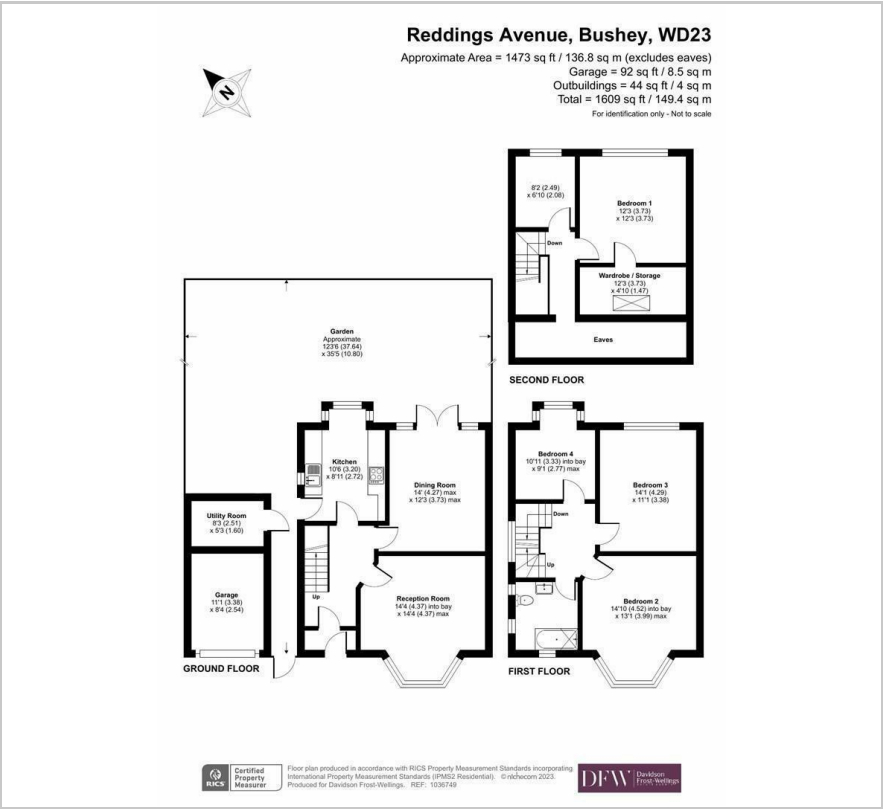 Reddings Avenue, Bushey, WD23
Approximate Area = 1473 sq ft / 136.8 sq m (excludes eaves)
Garage = 92 sq ft / 8.5 sq m
Outbuildings = 44 sq ft / 4 sq m
Total = 1609 sq ft / 149.4 sq m
For identification only - Not to scale
N
8'2 (2.49)
x 6'10 (2.08)
Bedroom 1
12'3 (3.73)
x 12'3 (3.73)
Down
Wardrobe / Storage
12'3 (3.73)
x 4'10 (1.47)
Eaves
SECOND FLOOR
Garden
Approximate
123'6 (37.64)
x 35'5 (10.80)
Kitchen
10'6 (3.20)
x 8'11 (2.72)
Dining Room
14' (4.27) max
x 12'3 (3.73) max
Utility Room
8'3 (2.51)
x 5'3 (1.60)
Garage
11'1 (3.38)
x 8'4 (2.54)
Up
Reception Room
14'4 (4.37) into bay
x 14'4 (4.37) max
GROUND FLOOR
Bedroom 4
10'11 (3.33) into bay
x 9'1 (2.77) max
Bedroom 3
14'1 (4.29)
x 11'1 (3.38)
Down
Up
Bedroom 2
14'10 (4.52) into bay
x 13'1 (3.99) max
FIRST FLOOR
RICS
Certified
Property
Measurer
Floor plan produced in accordance with RICS Property Measurement Standards incorporating
International Property Measurement Standards (IPMS2 Residential). © nlchecom 2023.
Produced for Davidson Frost-Wellings. REF: 1036749
DFW
Davidson
Frost-Wellings